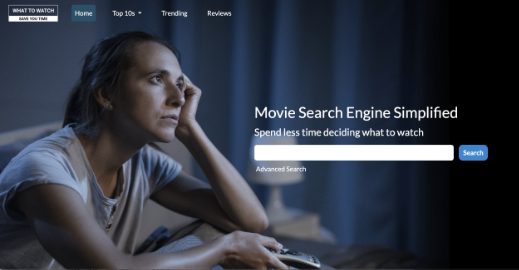 WHAT TO WATCH
SAVE YOU TIME
Home
Top 10s
Trending
Reviews
Movie Search Engine Simplified
Spend less time deciding what to watch
Search
Advanced Search